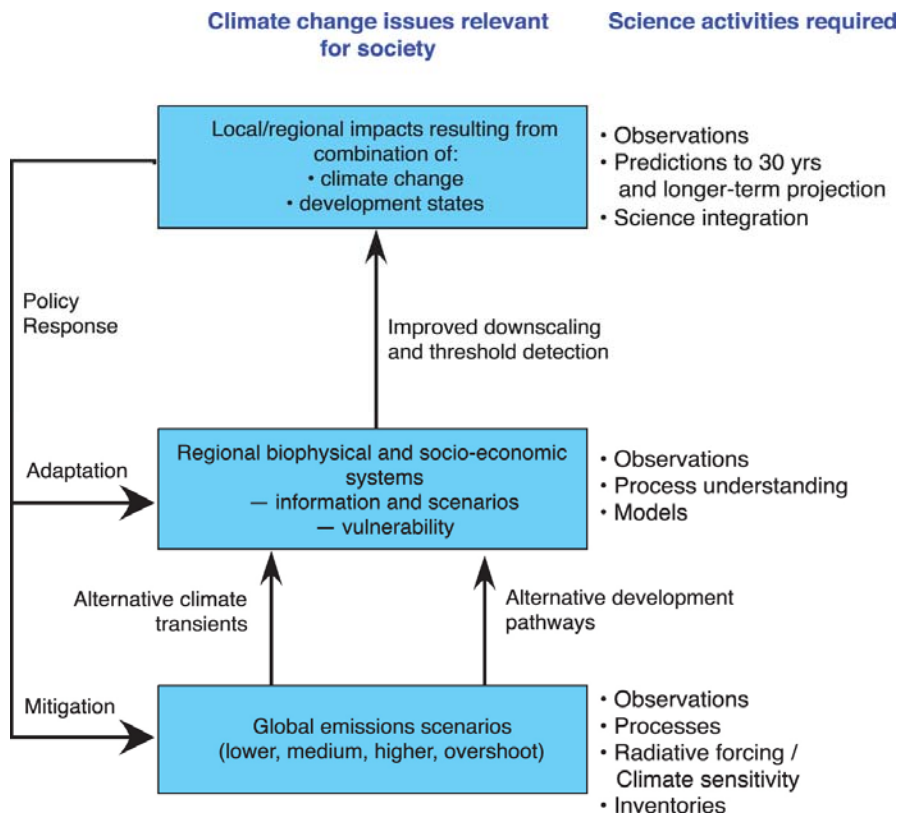 Climate change issues relevant
for society
Science activities required
Local/regional impacts resulting from
combination of:
• climate change
• development states
• Observations
• Predictions to 30 yrs
and longer-term projection
• Science integration
Policy
Response
Improved downscaling
and threshold detection
Adaptation
Regional biophysical and socio-economic
systems
— information and scenarios
— vulnerability
• Observations
• Process understanding
• Models
Alternative climate
transients
Alternative development
pathways
Mitigation
Global emissions scenarios
(lower, medium, higher, overshoot)
• Observations
• Processes
• Radiative forcing /
Climate sensitivity
• Inventories